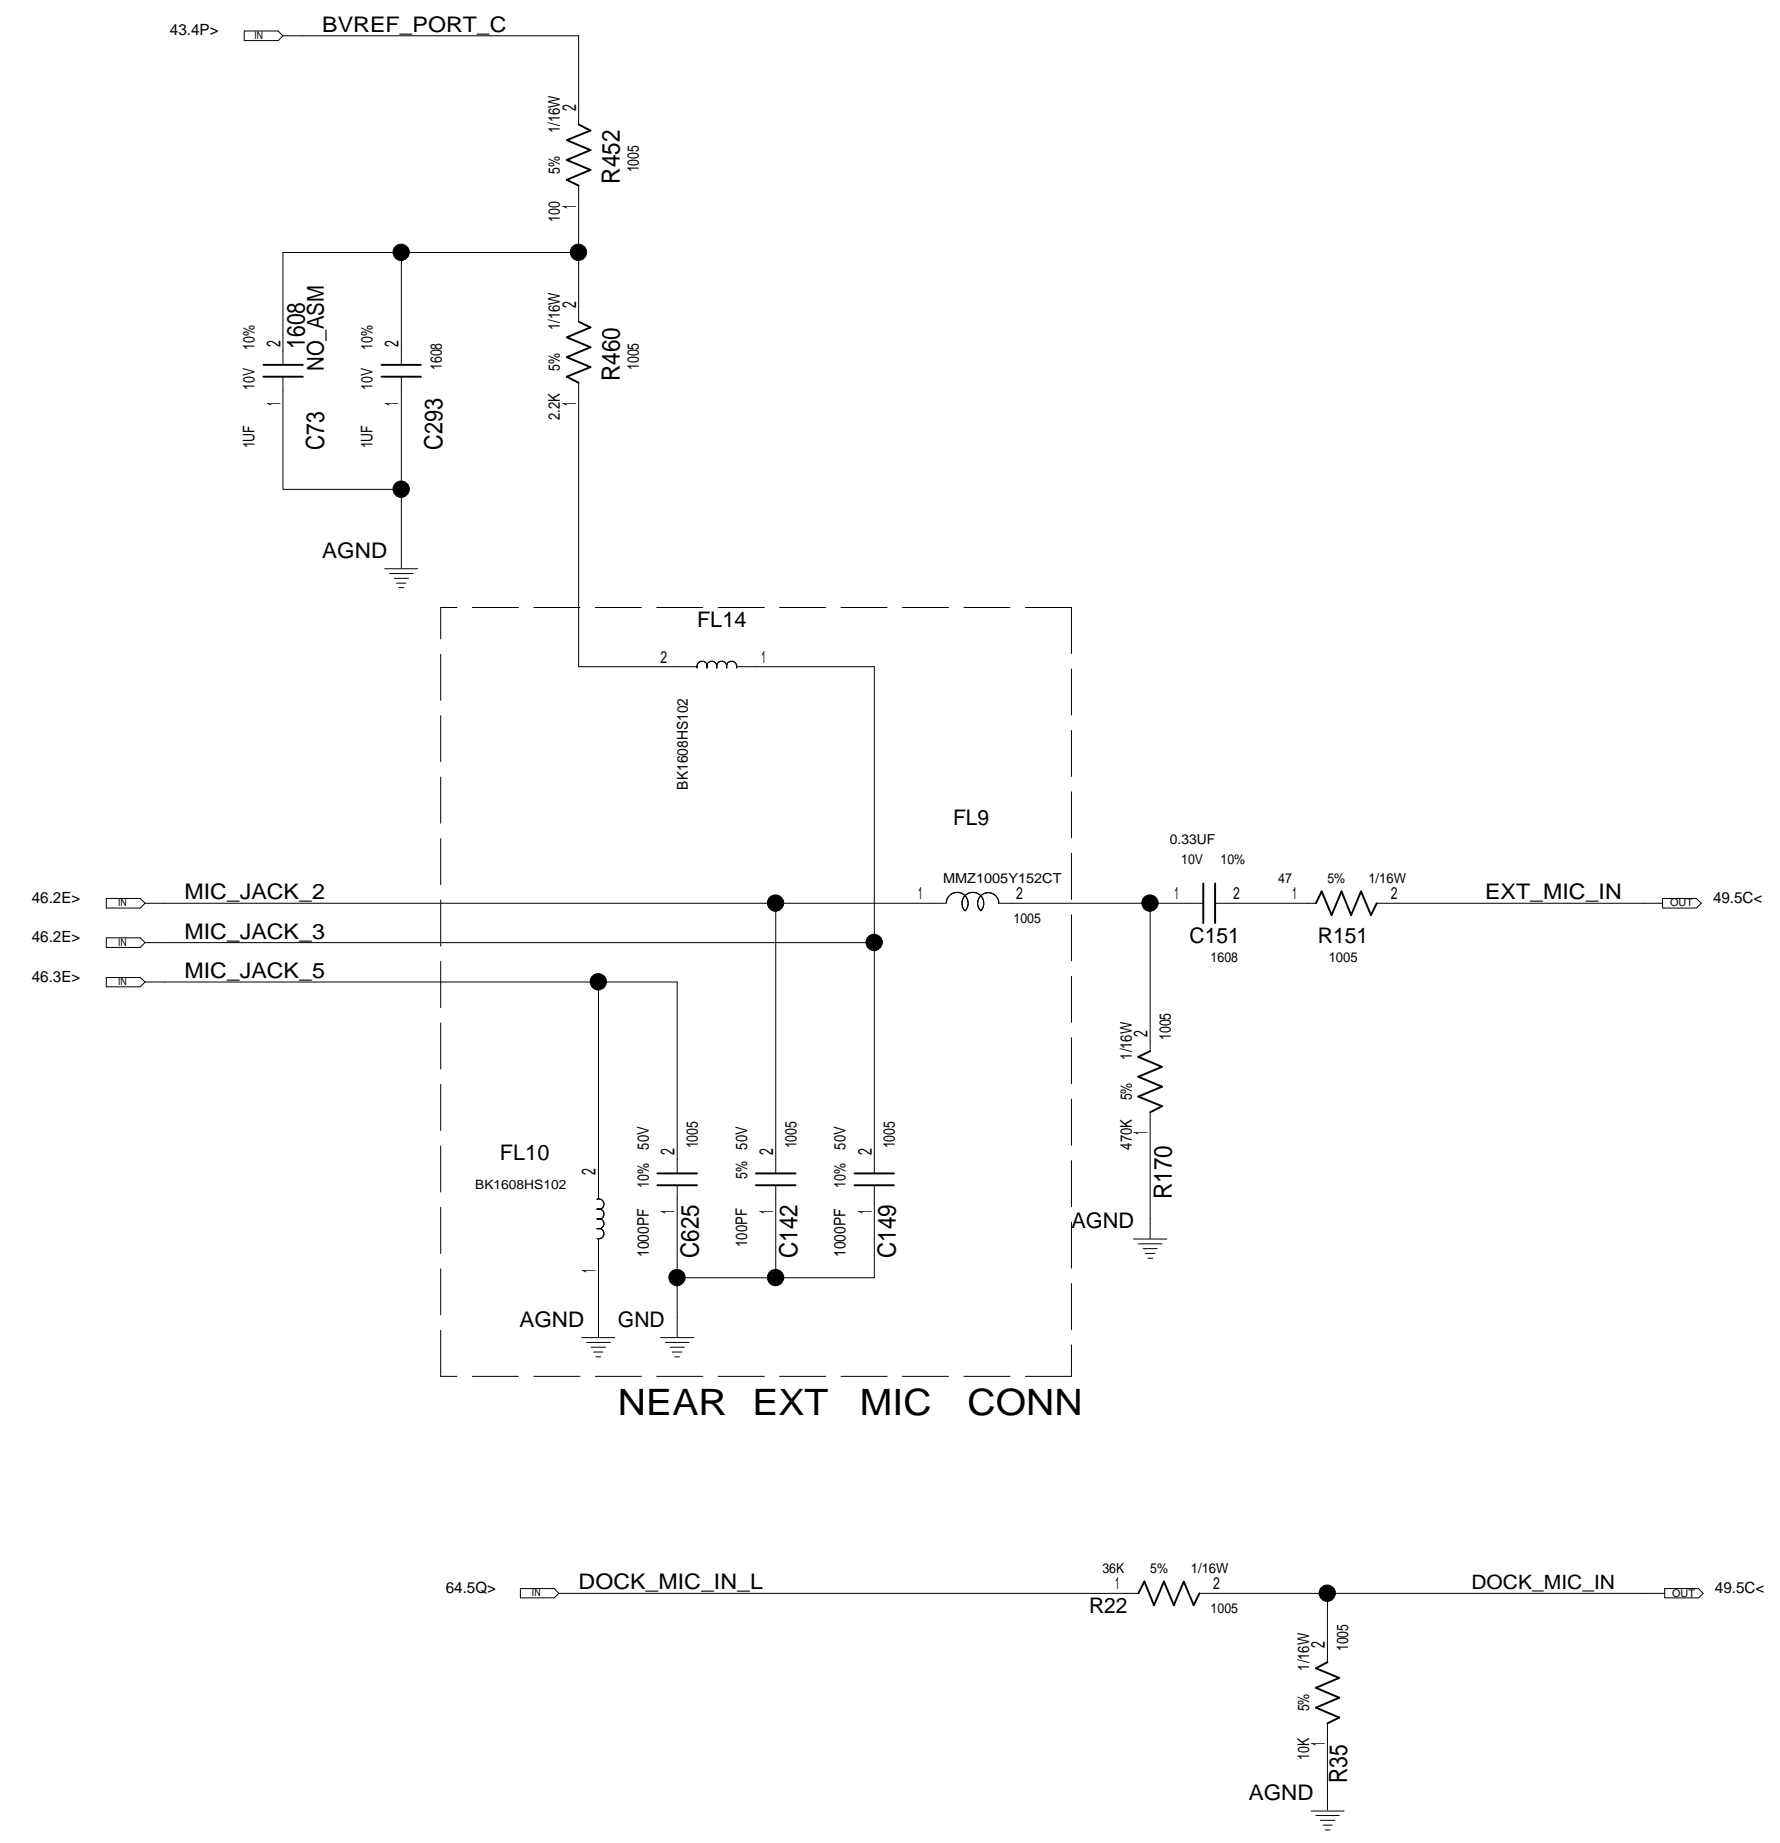 43.4P> IN BVREF_PORT_C
1/16W 2
5% R452 1005
100 1
10% 2 1608 NO_ASM
10V
1UF 1 C73
10% 2 1608
10V
1UF 1 C293
1/16W 2
5% R460 1005
2.2K 1
AGND
FL14
2 1
BK1608HS102
FL9
MMZ1005Y152CT
1 2
1005
0.33UF
10V 10%
1 2
C151
1608
47 5% 1/16W
1 2
R151
1005
EXT_MIC_IN OUT 49.5C<
46.2E> IN MIC_JACK_2
46.2E> IN MIC_JACK_3
46.3E> IN MIC_JACK_5
1/16W 2 1005
5%
470K 1 R170
AGND
FL10
BK1608HS102
2
1
10% 50V 2 1005
1000PF 1 C625
5% 50V 2 1005
100PF 1 C142
10% 50V 2 1005
1000PF 1 C149
AGND GND
NEAR EXT MIC CONN
64.5Q> IN DOCK_MIC_IN_L
36K 5% 1/16W
1 2
R22 1005
DOCK_MIC_IN OUT 49.5C<
1/16W 2 1005
5%
10K 1 R35
AGND